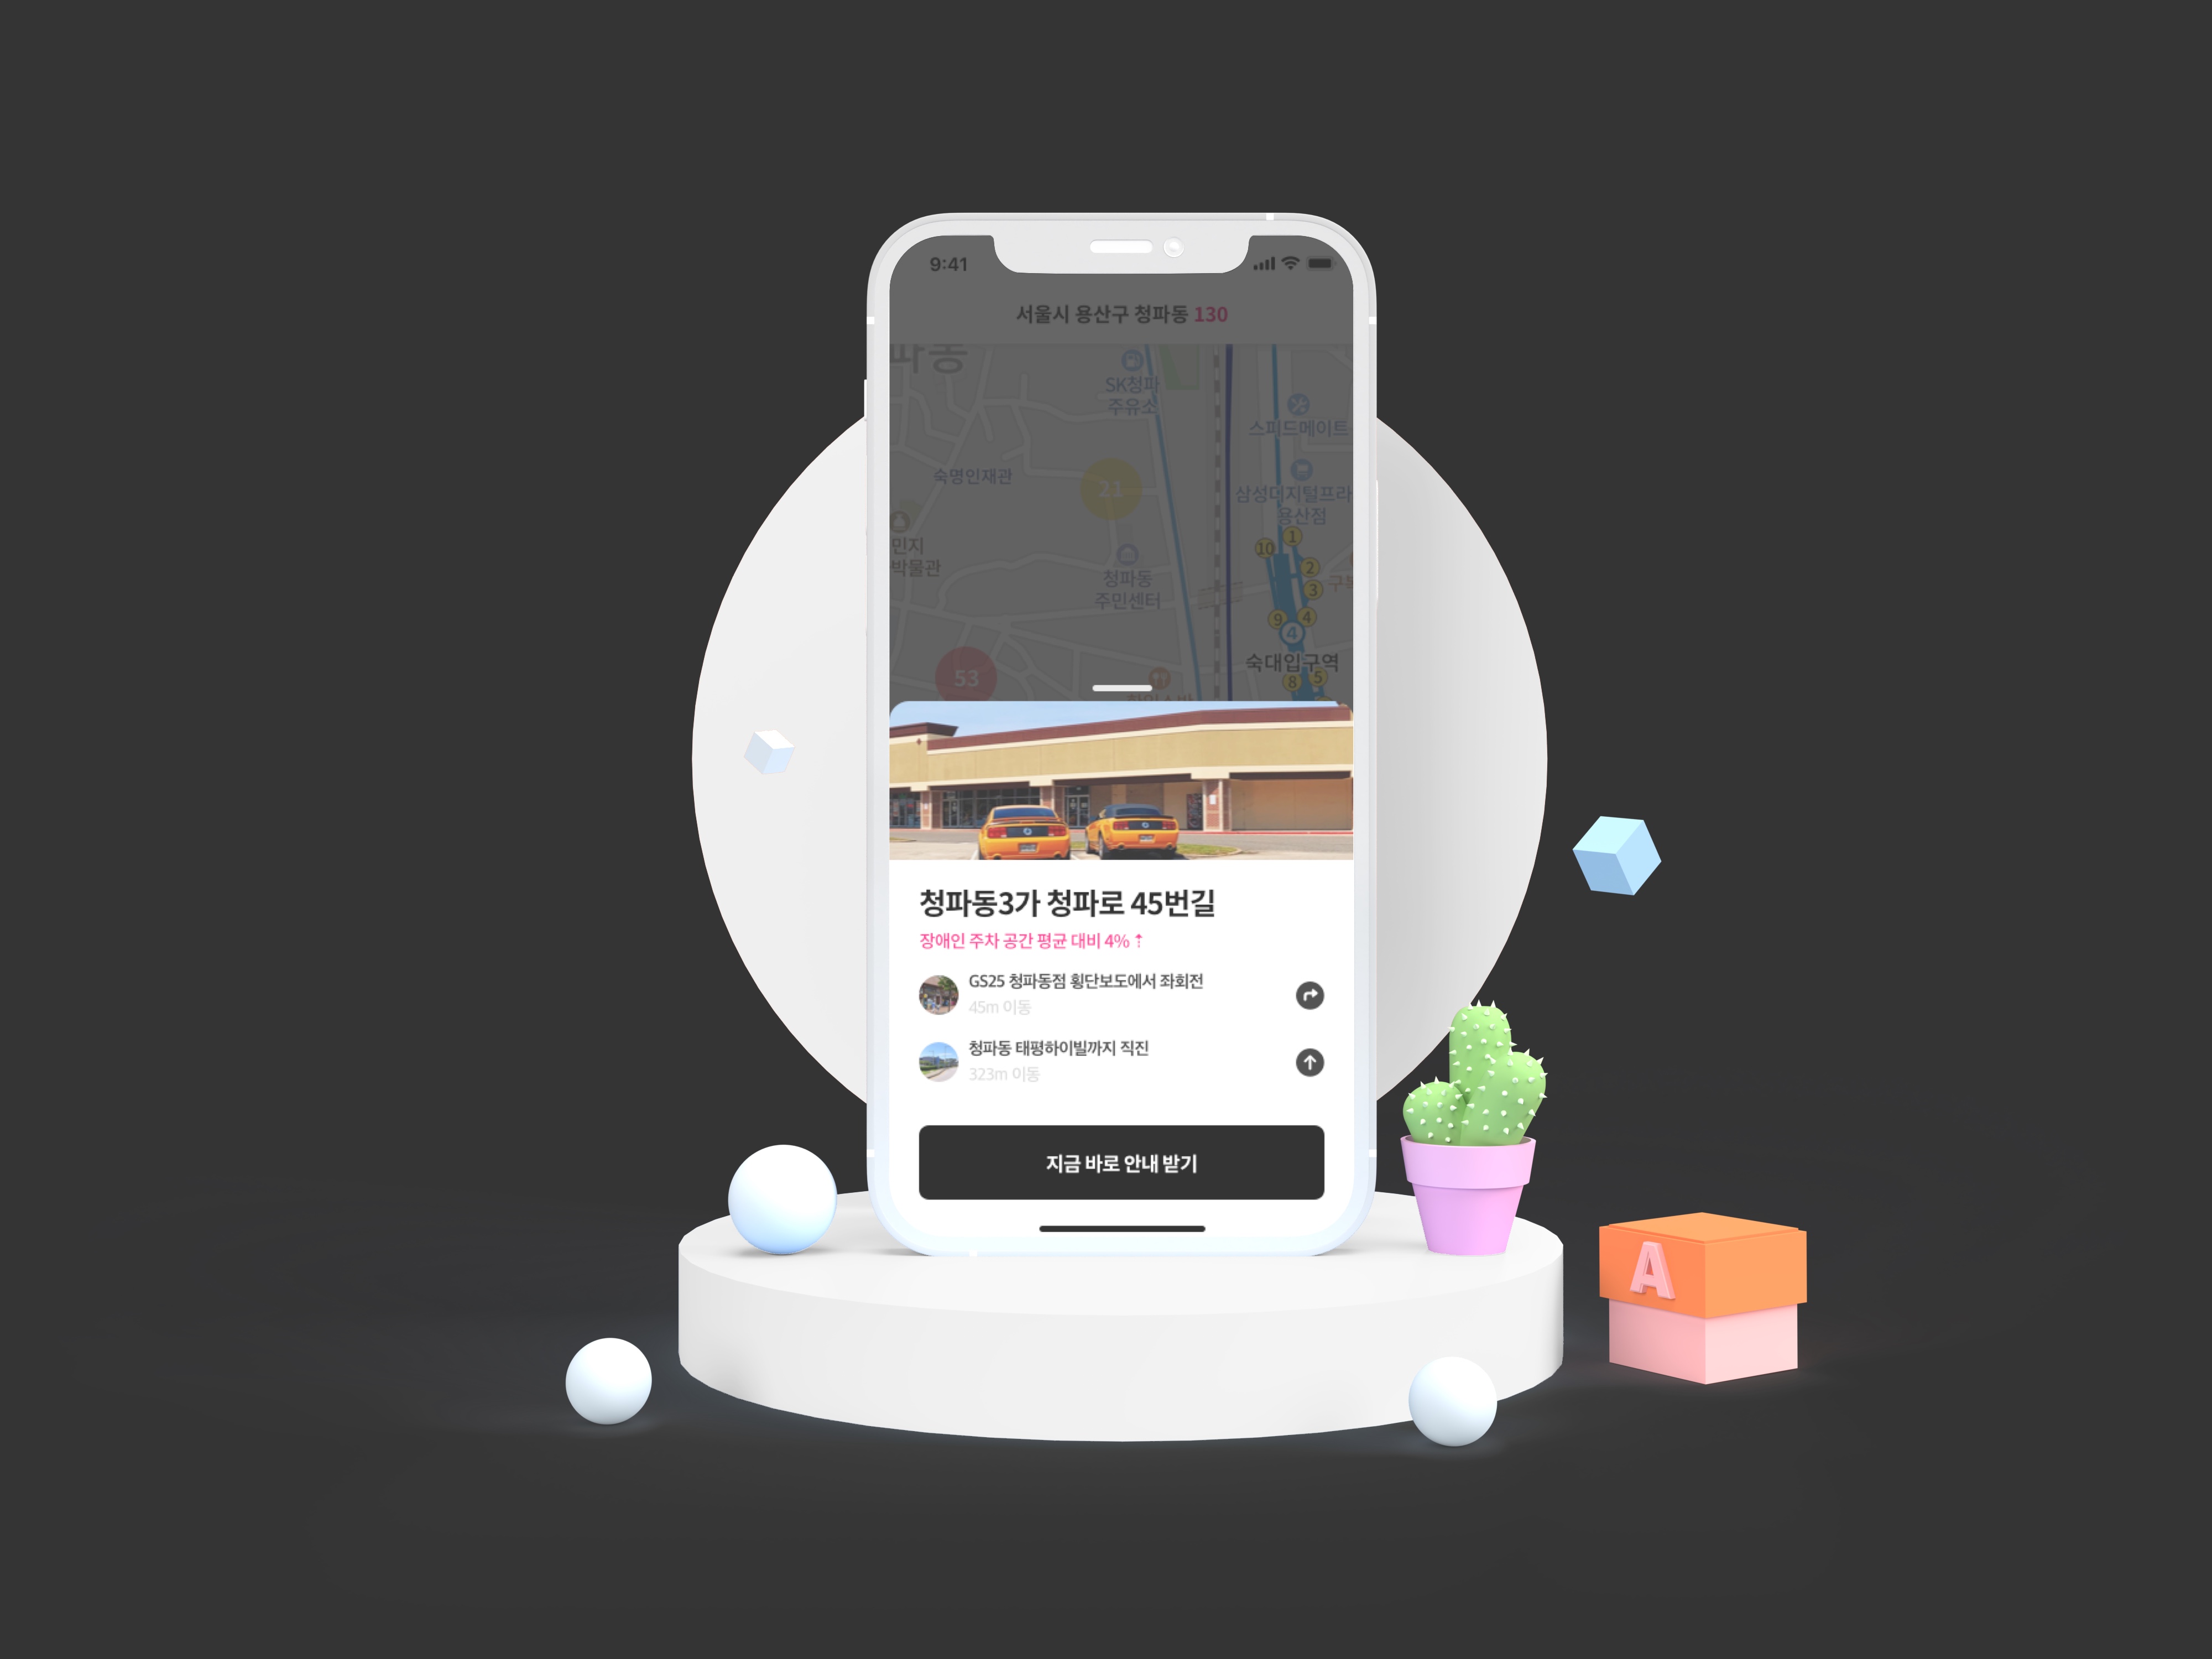 9:41
서울시 용산구 청파동 130
파동
SK청파
주유소
스피드메이트
숙명인재관
21
삼성디지털프라
용산점
민지
박물관
10
1
2
3
청파동
주민센터
9
4
4
숙대입구역
53
8
5
청파동3가 청파로 45번길
장애인 주차 공간 평균 대비 4% ⇡
GS25 청파동점 횡단보도에서 좌회전
45m 이동
청파동 태평하이빌까지 직진
323m 이동
지금 바로 안내 받기
A